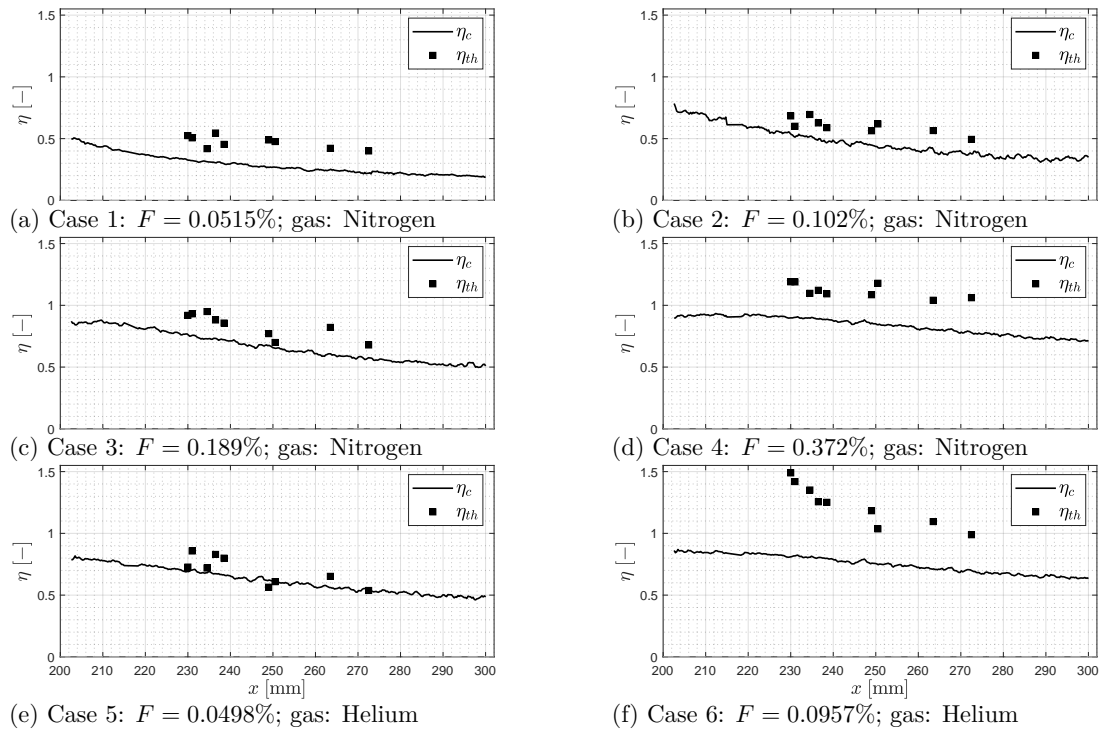 1.5
1
0.5
0
η [−]
η_c
η_th
(a) Case 1: F = 0.0515%; gas: Nitrogen
1.5
1
0.5
0
η [−]
η_c
η_th
(b) Case 2: F = 0.102%; gas: Nitrogen
1.5
1
0.5
0
η [−]
η_c
η_th
(c) Case 3: F = 0.189%; gas: Nitrogen
1.5
1
0.5
0
η [−]
η_c
η_th
(d) Case 4: F = 0.372%; gas: Nitrogen
1.5
1
0.5
0
η [−]
η_c
η_th
200 210 220 230 240 250 260 270 280 290 300
x [mm]
(e) Case 5: F = 0.0498%; gas: Helium
1.5
1
0.5
0
η [−]
η_c
η_th
200 210 220 230 240 250 260 270 280 290 300
x [mm]
(f) Case 6: F = 0.0957%; gas: Helium